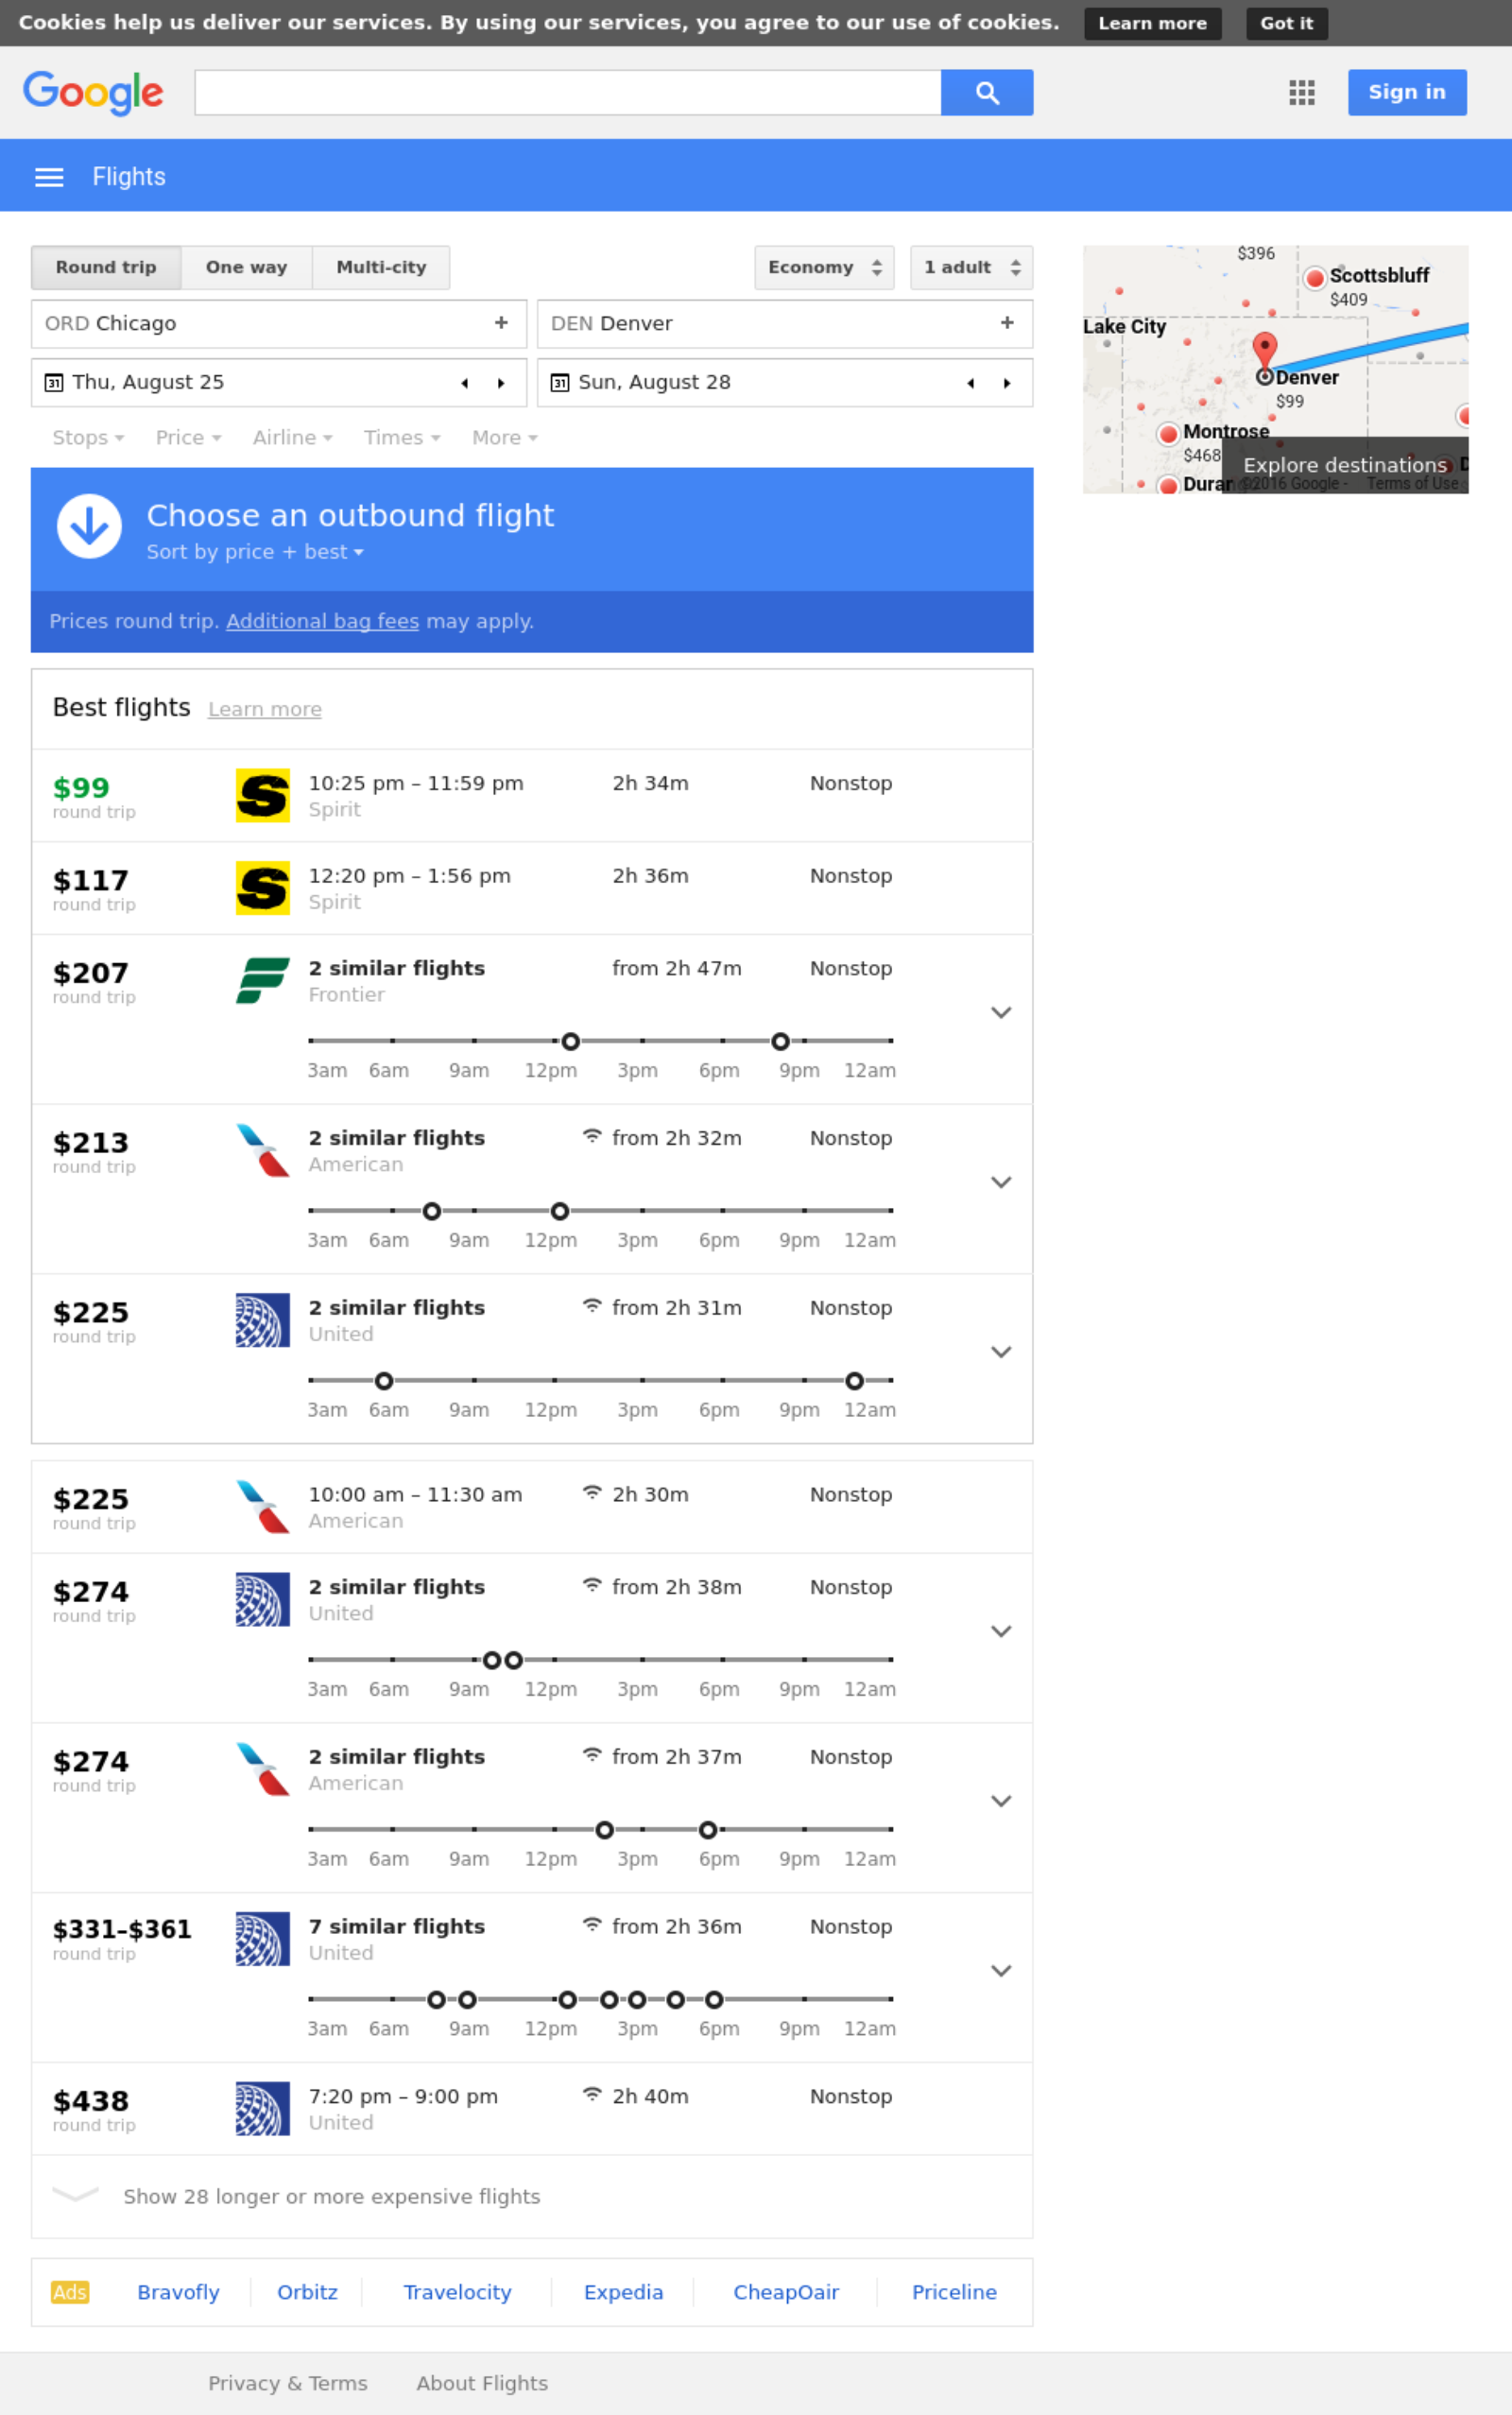 Cookies help us deliver our services. By using our services, you agree to our use of cookies. Learn more Got it
Google Sign in
Flights
Round trip One way Multi-city Economy 1 adult
ORD Chicago + DEN Denver +
31 Thu, August 25 31 Sun, August 28
Stops Price Airline Times More
$396
Scottsbluff
$409
Lake City
Denver
$99
Montrose
$468
Explore destinations
Duran ©2016 Google - Terms of Use
Choose an outbound flight
Sort by price + best
Prices round trip. Additional bag fees may apply.
Best flights Learn more
$99 10:25 pm – 11:59 pm 2h 34m Nonstop
round trip Spirit
$117 12:20 pm – 1:56 pm 2h 36m Nonstop
round trip Spirit
$207 2 similar flights from 2h 47m Nonstop
round trip Frontier
3am 6am 9am 12pm 3pm 6pm 9pm 12am
$213 2 similar flights from 2h 32m Nonstop
round trip American
3am 6am 9am 12pm 3pm 6pm 9pm 12am
$225 2 similar flights from 2h 31m Nonstop
round trip United
3am 6am 9am 12pm 3pm 6pm 9pm 12am
$225 10:00 am – 11:30 am 2h 30m Nonstop
round trip American
$274 2 similar flights from 2h 38m Nonstop
round trip United
3am 6am 9am 12pm 3pm 6pm 9pm 12am
$274 2 similar flights from 2h 37m Nonstop
round trip American
3am 6am 9am 12pm 3pm 6pm 9pm 12am
$331–$361 7 similar flights from 2h 36m Nonstop
round trip United
3am 6am 9am 12pm 3pm 6pm 9pm 12am
$438 7:20 pm – 9:00 pm 2h 40m Nonstop
round trip United
Show 28 longer or more expensive flights
Ads Bravofly Orbitz Travelocity Expedia CheapOair Priceline
Privacy & Terms About Flights